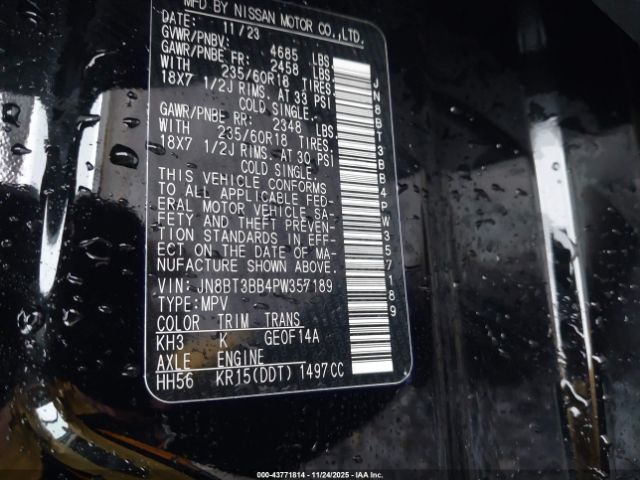 MFD BY NISSAN MOTOR CO.,LTD.
DATE: 11/23
GVWR/PNBV: 4685 LBS.
GAWR/PNBE FR: 2458 LBS.
WITH 235/60R18 TIRES.
18X7 1/2J RIMS. AT 33 PSI
COLD SINGLE.
GAWR/PNBE RR: 2348 LBS.
WITH 235/60R18 TIRES.
18X7 1/2J RIMS. AT 30 PSI
COLD SINGLE.
THIS VEHICLE CONFORMS
TO ALL APPLICABLE FED-
ERAL MOTOR VEHICLE SA-
FETY AND THEFT PREVEN-
TION STANDARDS IN EFF-
ECT ON THE DATE OF MA-
NUFACTURE SHOWN ABOVE.
VIN: JN8BT3BB4PW357189
TYPE: MPV
COLOR TRIM TRANS
KH3 K GEOF14A
AXLE ENGINE
HH56 KR15(DDT) 1497CC
JN8BT3BB4PW357189
000-43771814 - 11/24/2025 - IAA Inc.